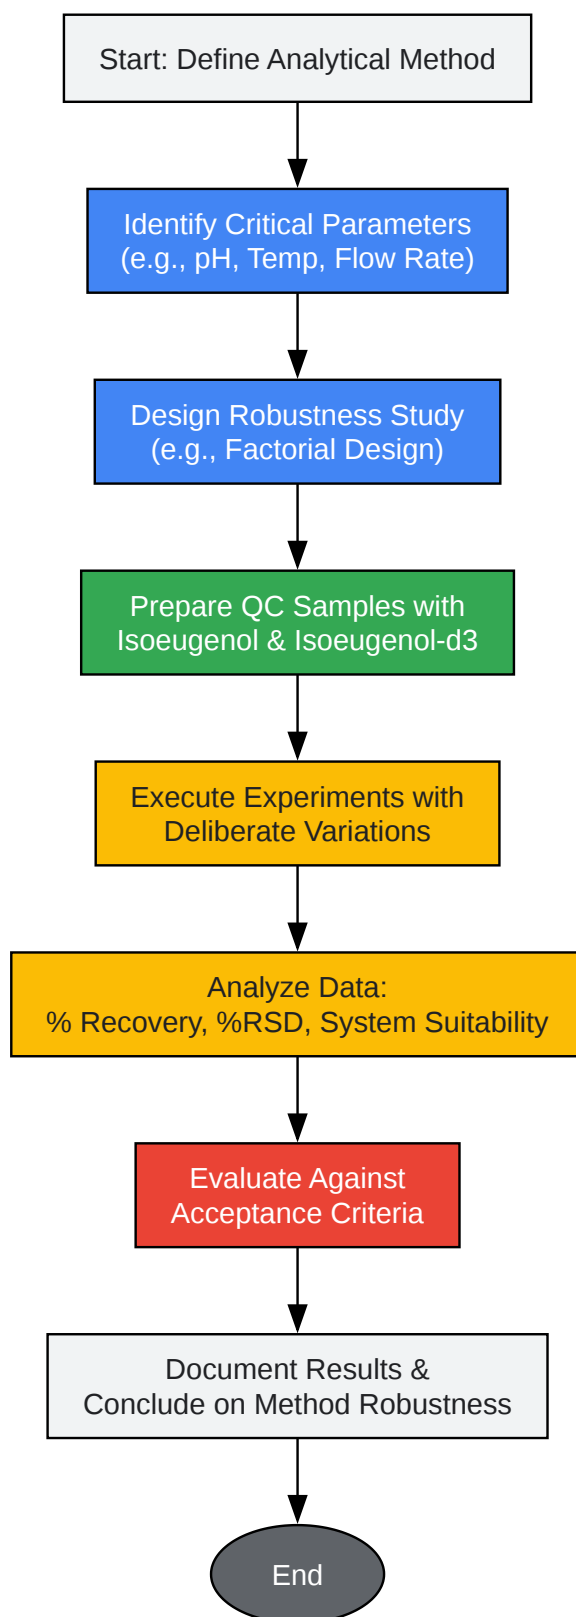 Start: Define Analytical Method
Identify Critical Parameters
(e.g., pH, Temp, Flow Rate)
Design Robustness Study
(e.g., Factorial Design)
Prepare QC Samples with
Isoeugenol & Isoeugenol-d3
Execute Experiments with
Deliberate Variations
Analyze Data:
% Recovery, %RSD, System Suitability
Evaluate Against
Acceptance Criteria
Document Results &
Conclude on Method Robustness
End